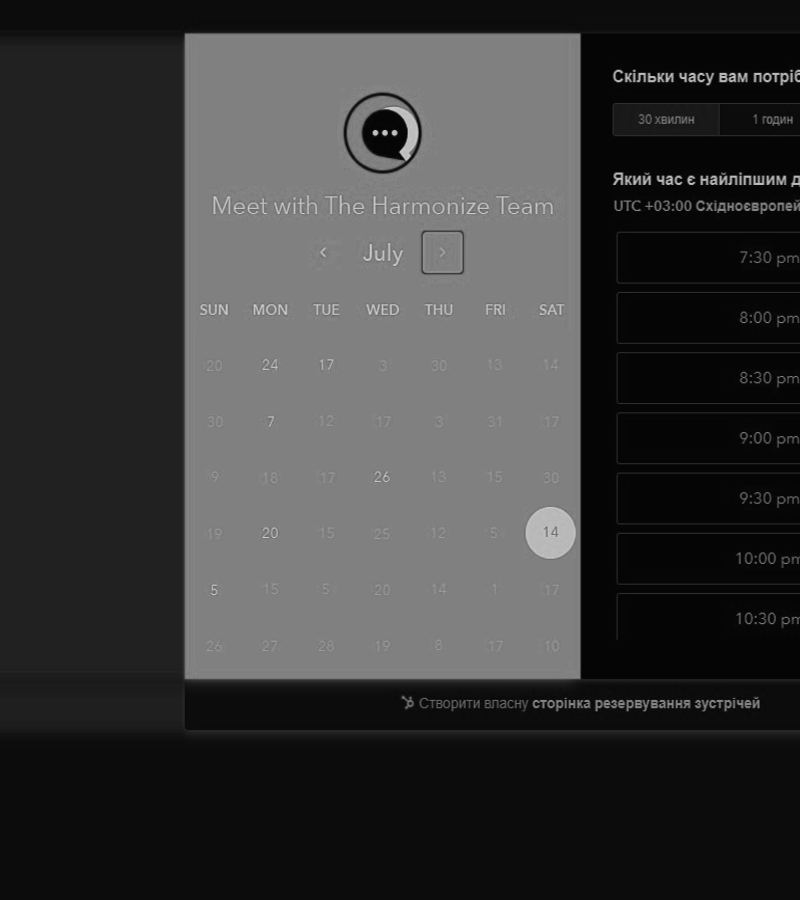 Meet with The Harmonize Team
July
SUN MON TUE WED THU FRI SAT
20 24 17 3 30 13 14
30 7 12 17 3 31 17
9 18 17 26 13 15 30
19 20 15 25 12 5 14
5 15 5 20 14 1 17
26 27 28 19 8 17 10
Скільки часу вам потріб
30 хвилин 1 годин
Який час є найліпшим д
UTC +03:00 Східноєвропей
7:30 pm
8:00 pm
8:30 pm
9:00 pm
9:30 pm
10:00 pm
10:30 pm
Створити власну сторінка резервування зустрічей